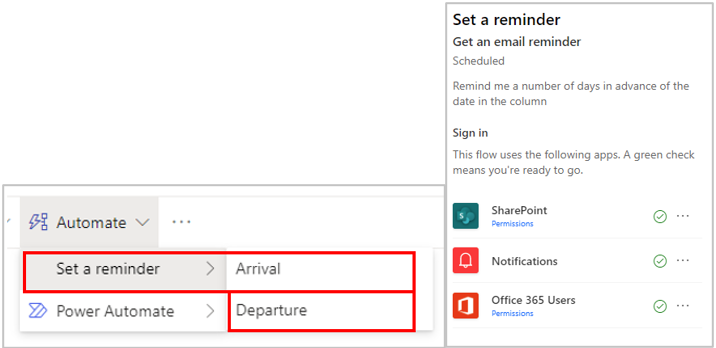 Automate
···
Set a reminder
Arrival
Power Automate
Departure
Set a reminder
Get an email reminder
Scheduled
Remind me a number of days in advance of the
date in the column
Sign in
This flow uses the following apps. A green check
means you're ready to go.
SharePoint
Permissions
Notifications
Office 365 Users
Permissions